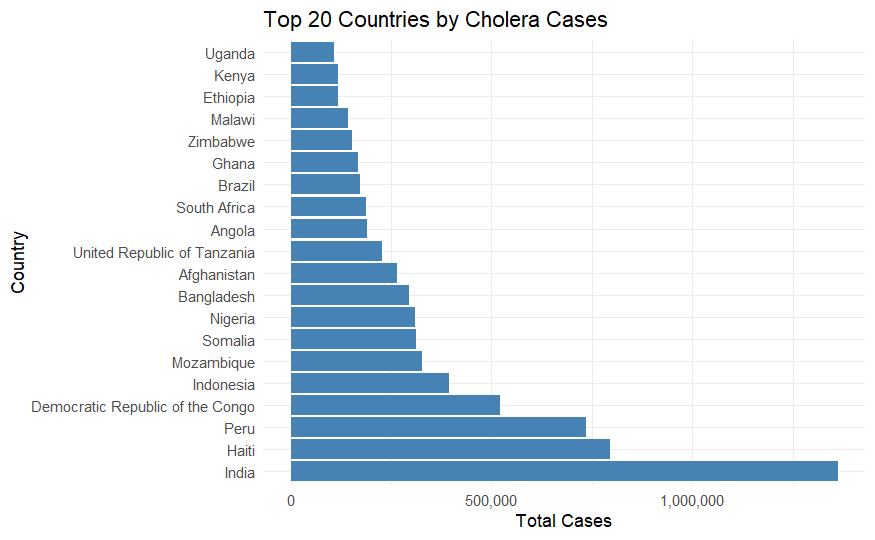 Top 20 Countries by Cholera Cases
Country
Uganda
Kenya
Ethiopia
Malawi
Zimbabwe
Ghana
Brazil
South Africa
Angola
United Republic of Tanzania
Afghanistan
Bangladesh
Nigeria
Somalia
Mozambique
Indonesia
Democratic Republic of the Congo
Peru
Haiti
India
0 500,000 1,000,000
Total Cases